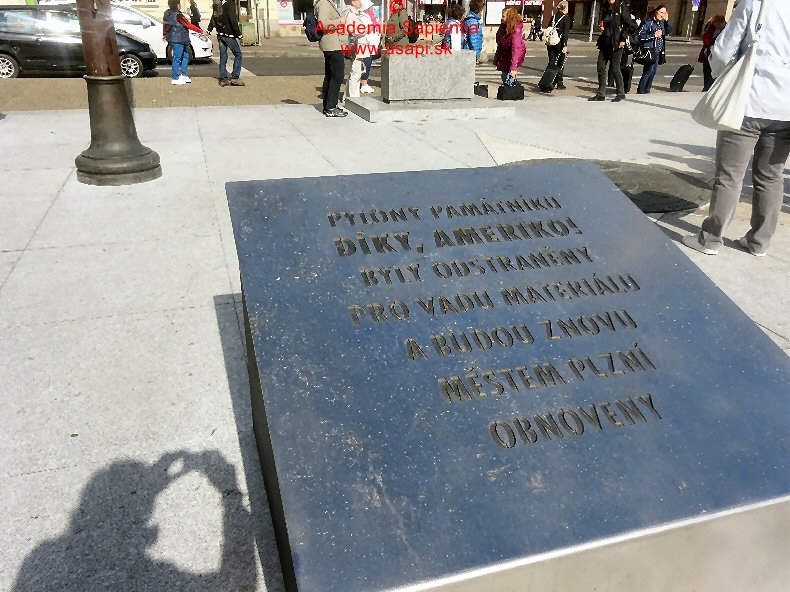 Academia Sapientia
www.asapi.sk
PYLONY PAMÁTNÍKU
DÍKY, AMERIKO!
BYLY ODSTRANĚNY
PRO VADU MATERIÁLU
A BUDOU ZNOVU
MĚSTEM PLZNÍ
OBNOVENY